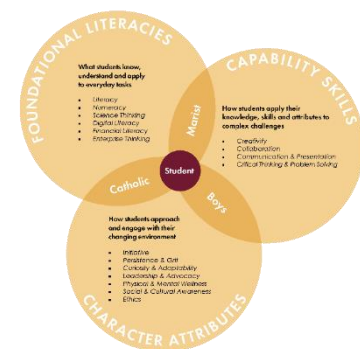 FOUNDATIONAL LITERACIES
What students know,
understand and apply
to everyday tasks
• Literacy
• Numeracy
• Science Thinking
• Digital Literacy
• Financial Literacy
• Enterprise Thinking
CAPABILITY SKILLS
How students apply their
knowledge, skills and attributes to
complex challenges
• Creativity
• Collaboration
• Communication & Presentation
• Critical Thinking & Problem Solving
Marist
Student
Catholic
Boys
How students approach
and engage with their
changing environment
• Initiative
• Persistence & Grit
• Curiosity & Adaptability
• Leadership & Advocacy
• Physical & Mental Wellness
• Social & Cultural Awareness
• Ethics
CHARACTER ATTRIBUTES